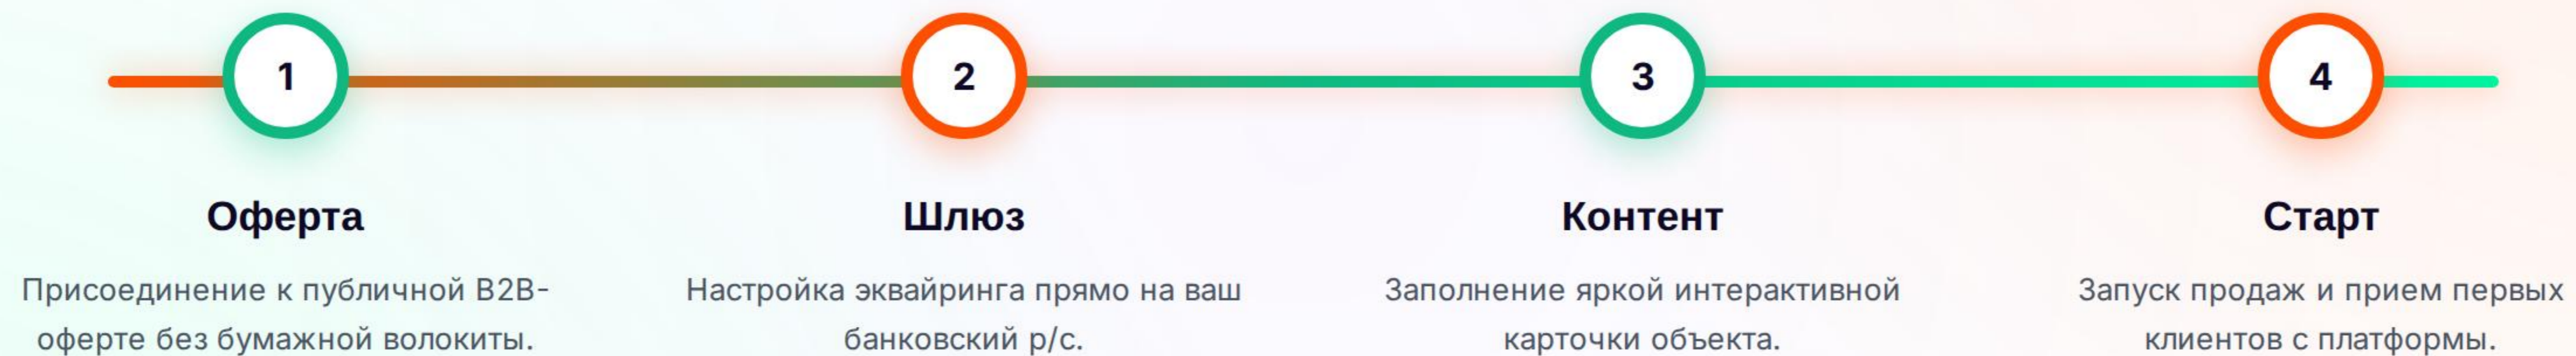 1
2
3
4
Оферта
Присоединение к публичной B2B-
оферте без бумажной волокиты.
Шлюз
Настройка эквайринга прямо на ваш
банковский р/с.
Контент
Заполнение яркой интерактивной
карточки объекта.
Старт
Запуск продаж и прием первых
клиентов с платформы.